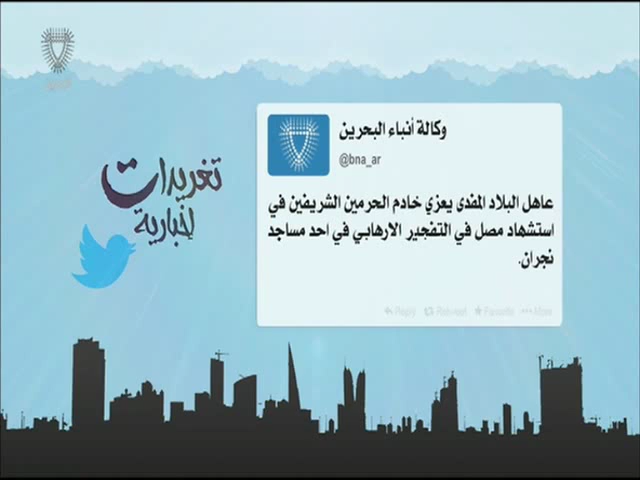 تغريدات
إخبارية
وكالة أنباء البحرين
@bna_ar
عاهل البلاد المفدى يعزي خادم الحرمين الشريفين في
استشهاد مصل في التفجير الارهابي في احد مساجد
نجران.
Reply Retweet Favorite More